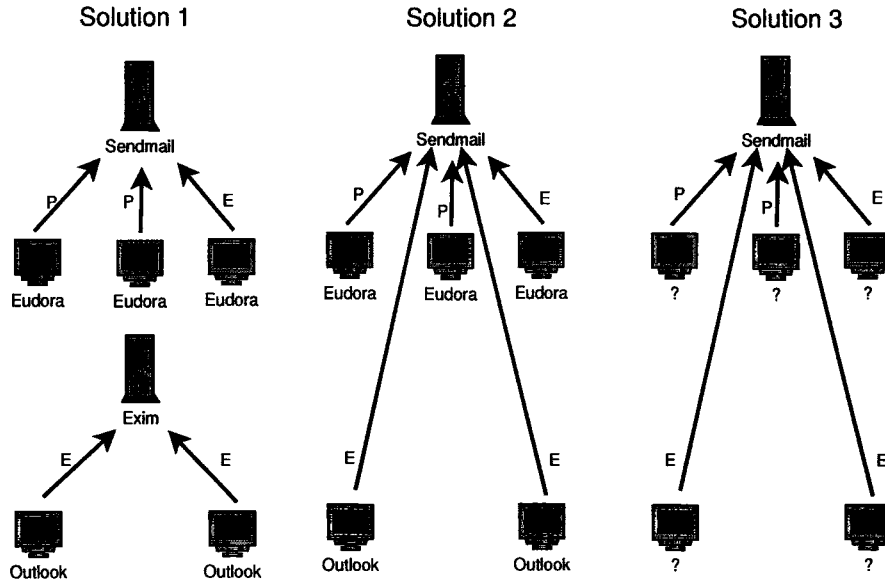 Solution 1 Solution 2 Solution 3
Sendmail Sendmail Sendmail
P P E P P E P P E
Eudora Eudora Eudora Eudora Eudora Eudora ? ? ?
Exim
E E E E E E
Outlook Outlook Outlook Outlook ? ?